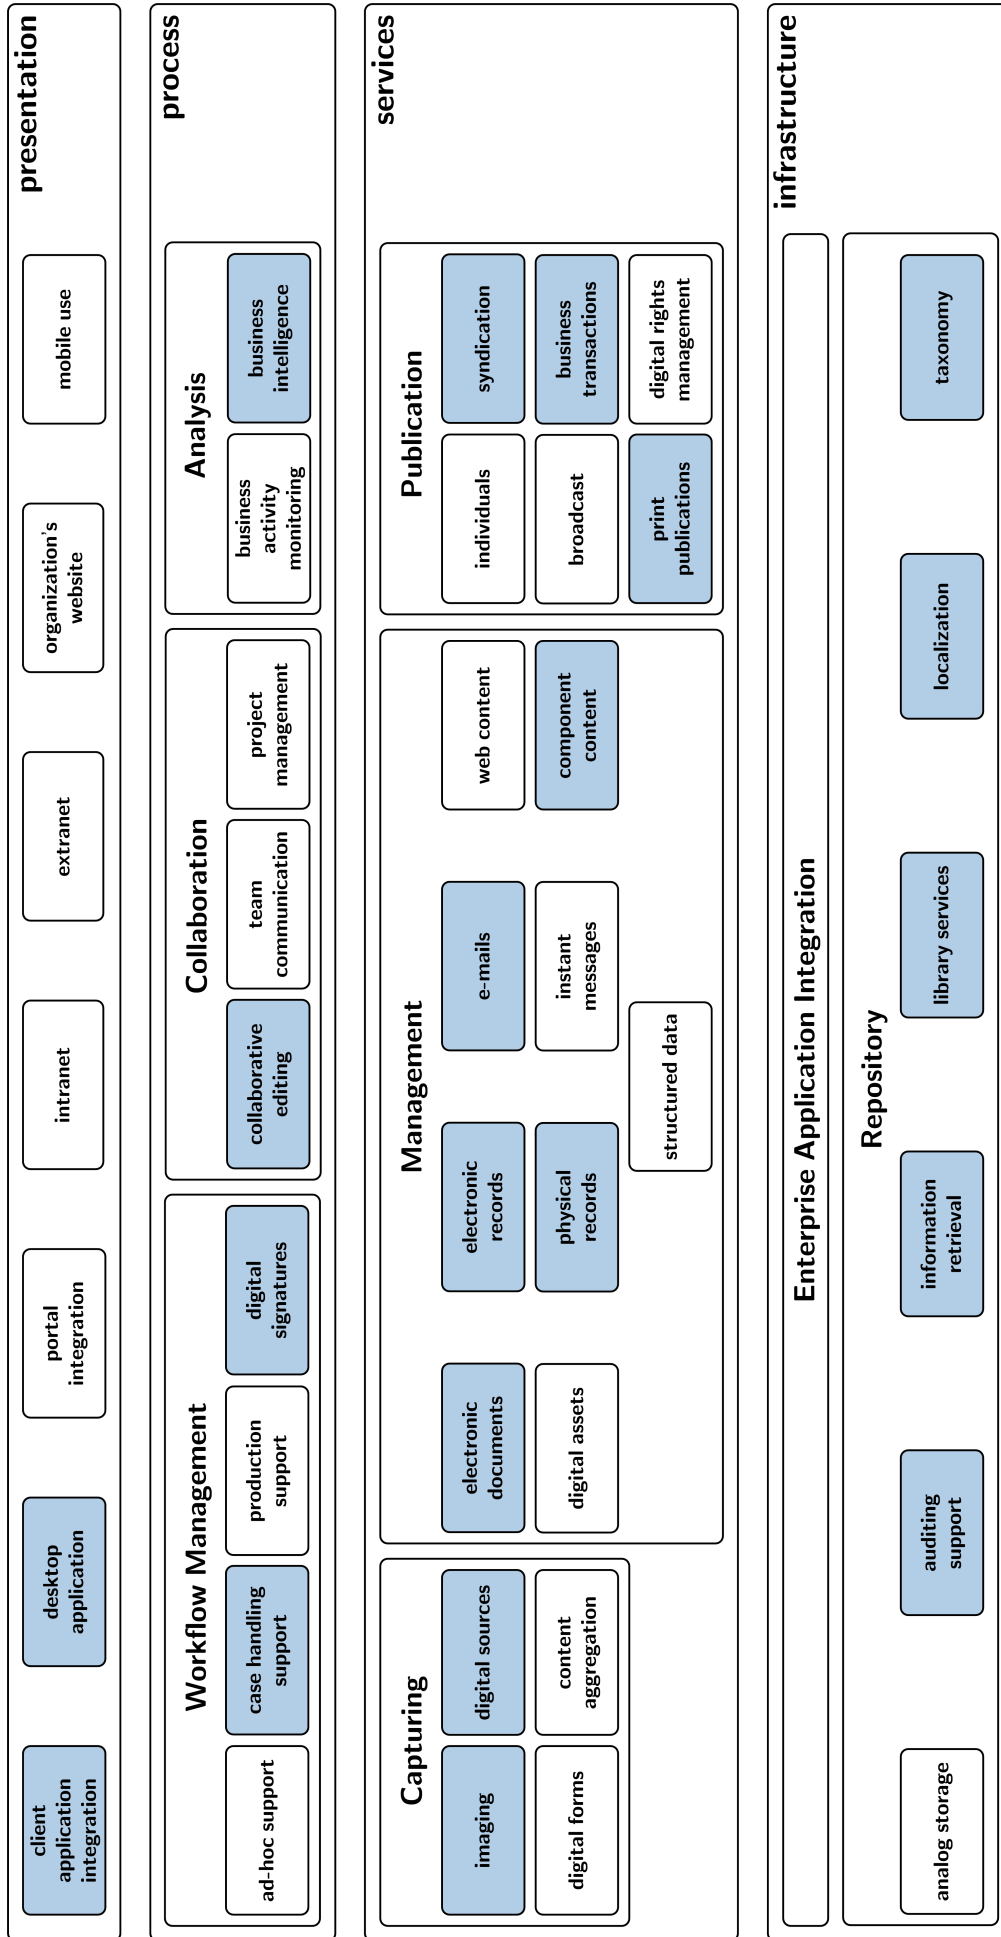 presentation
client
application
integration
desktop
application
portal
integration
intranet
extranet
organization's
website
mobile use
process
Workflow Management
ad-hoc support
case handling
support
production
support
digital
signatures
Collaboration
collaborative
editing
team
communication
project
management
Analysis
business
activity
monitoring
business
intelligence
services
Capturing
imaging
digital sources
digital forms
content
aggregation
Management
electronic
documents
electronic
records
e-mails
web content
digital assets
physical
records
instant
messages
component
content
structured data
Publication
individuals
syndication
broadcast
business
transactions
print
publications
digital rights
management
infrastructure
Enterprise Application Integration
Repository
analog storage
auditing
support
information
retrieval
library services
localization
taxonomy